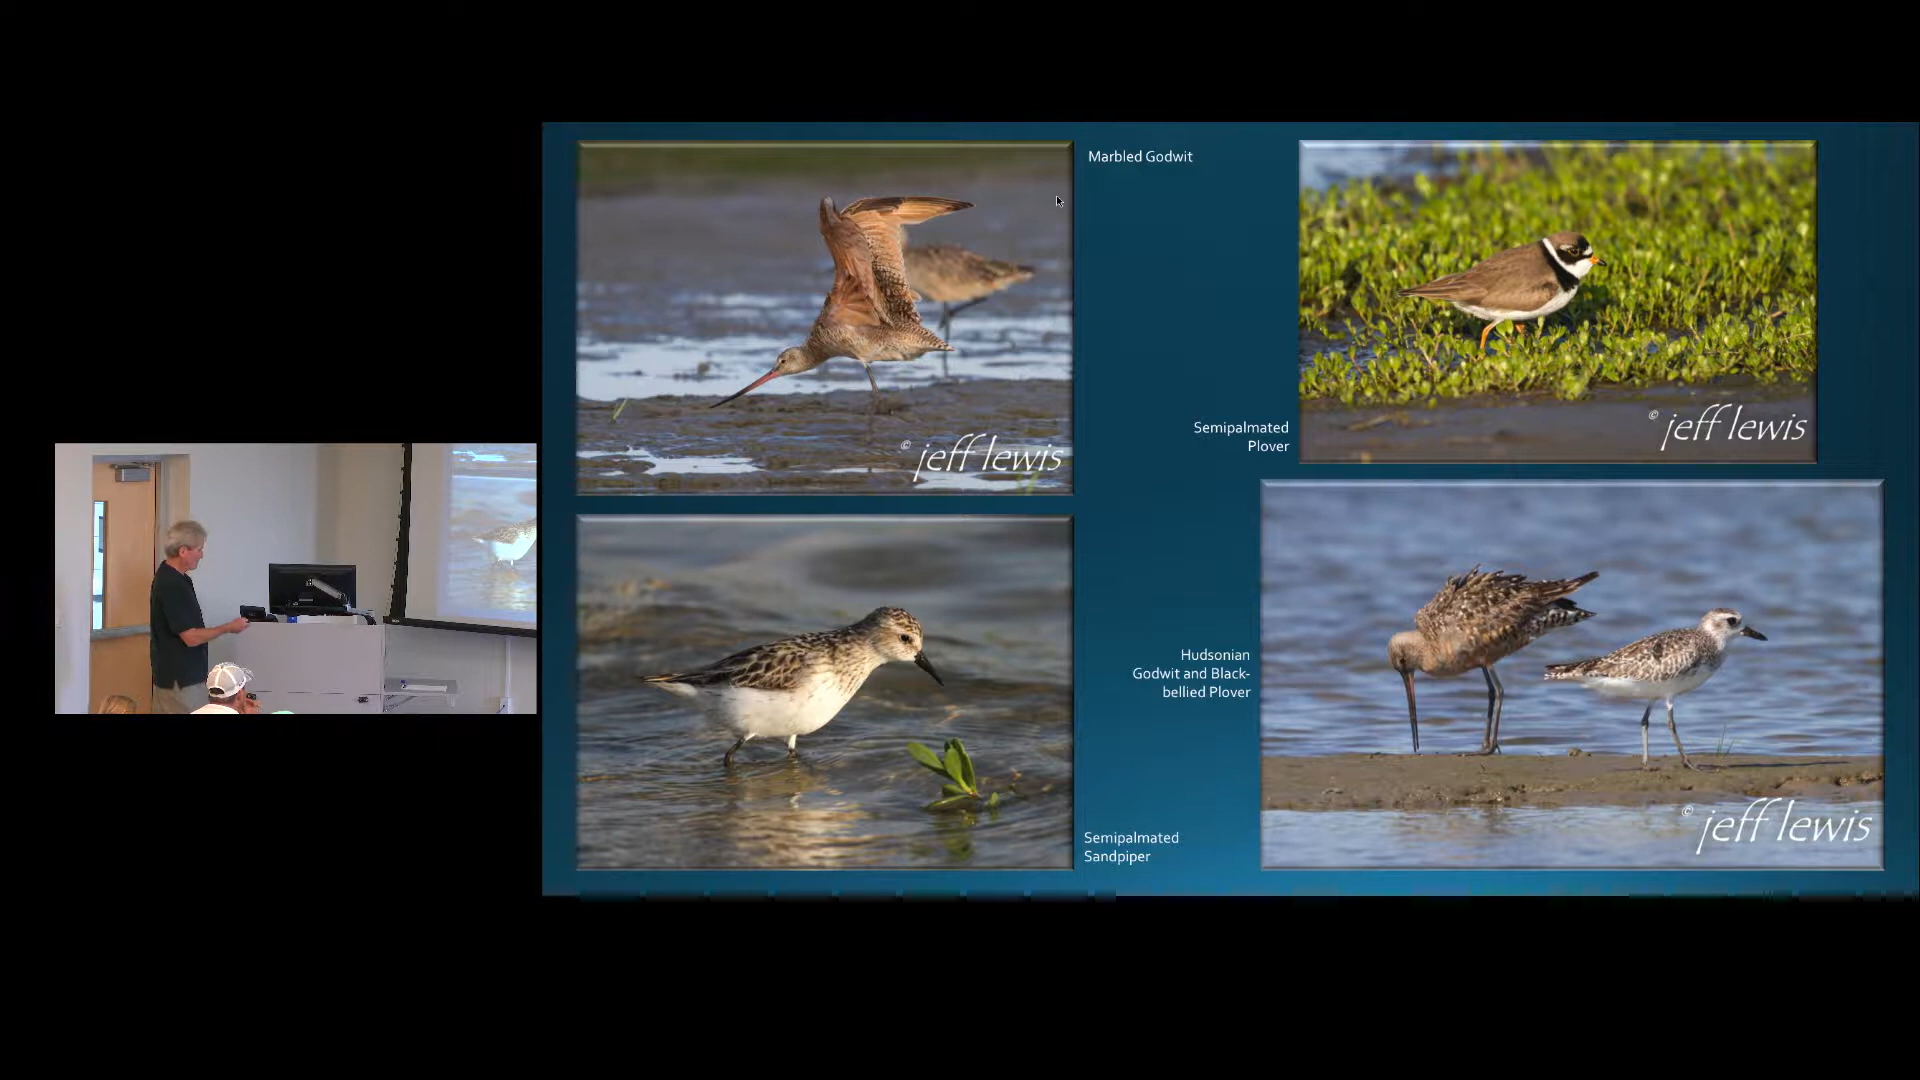 Marbled Godwit
© jeff lewis
Semipalmated
Plover
© jeff lewis
Semipalmated
Sandpiper
Hudsonian
Godwit and Black-
bellied Plover
© jeff lewis